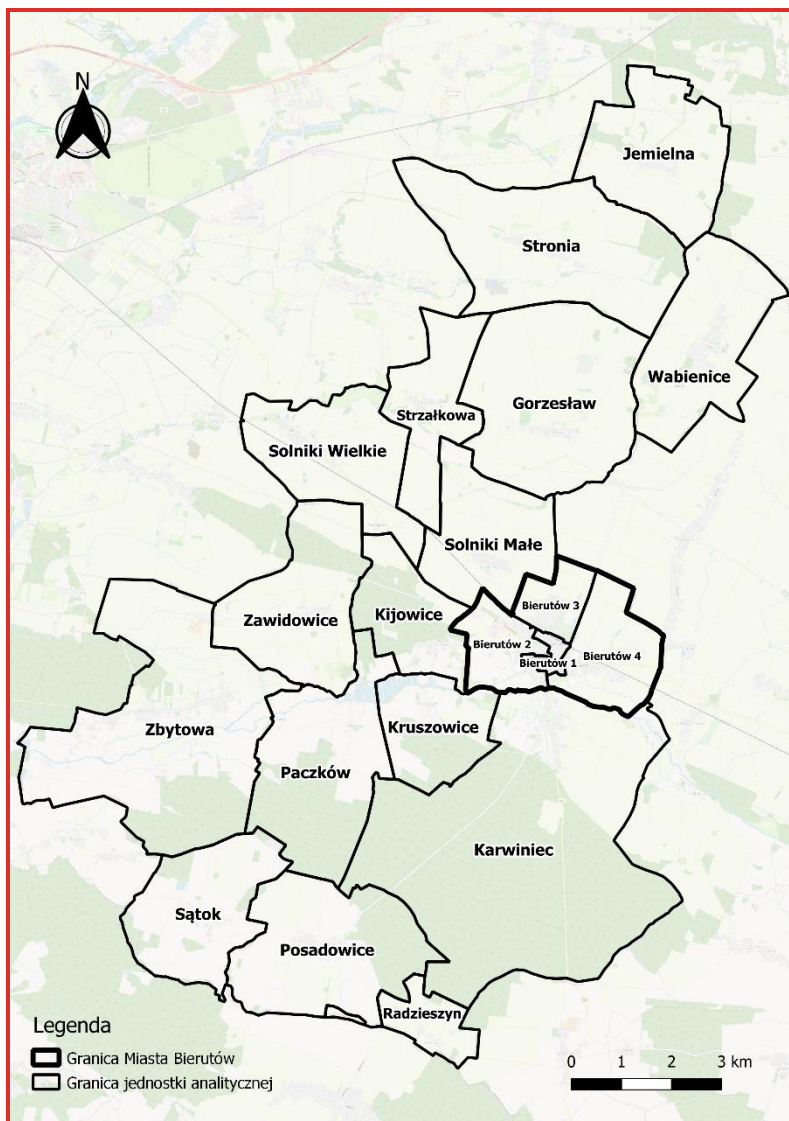 N
Jemielna
Stronia
Wabienice
Gorzesław
Strzałkowa
Solniki Wielkie
Solniki Małe
Bierutów 3
Zawidowice
Kijowice
Bierutów 2
Bierutów 1
Bierutów 4
Zbytowa
Kruszowice
Paczków
Karwiniec
Sątok
Posadowice
Radzieszyn
Legenda
Granica Miasta Bierutów
Granica jednostki analitycznej
0 1 2 3 km